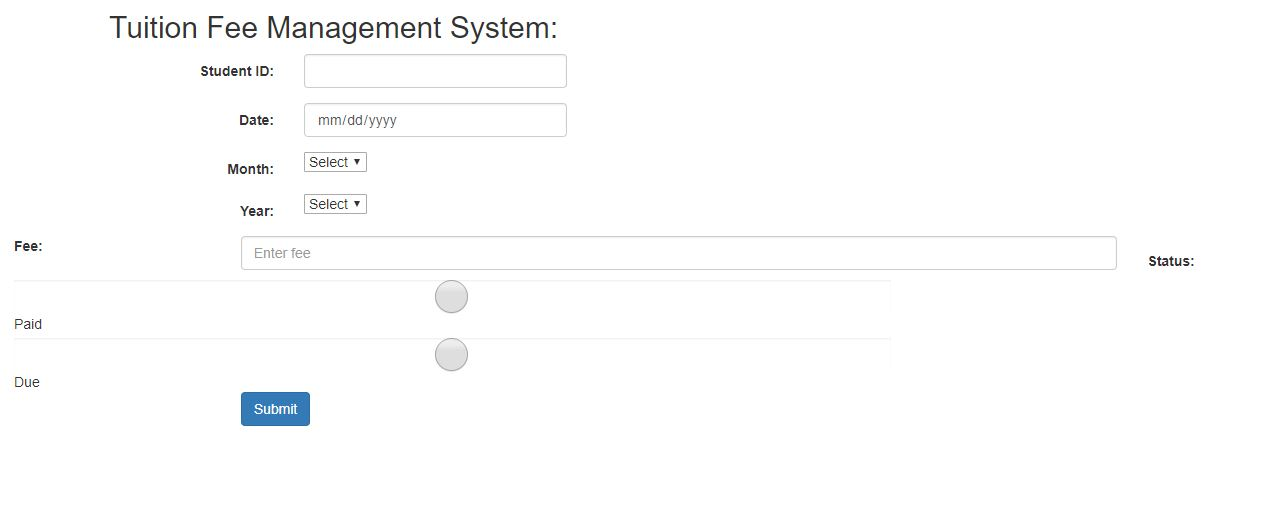 Tuition Fee Management System:
Student ID:
Date: mm/dd/yyyy
Month: Select
Year: Select
Fee: Enter fee Status:
Paid
Due
Submit